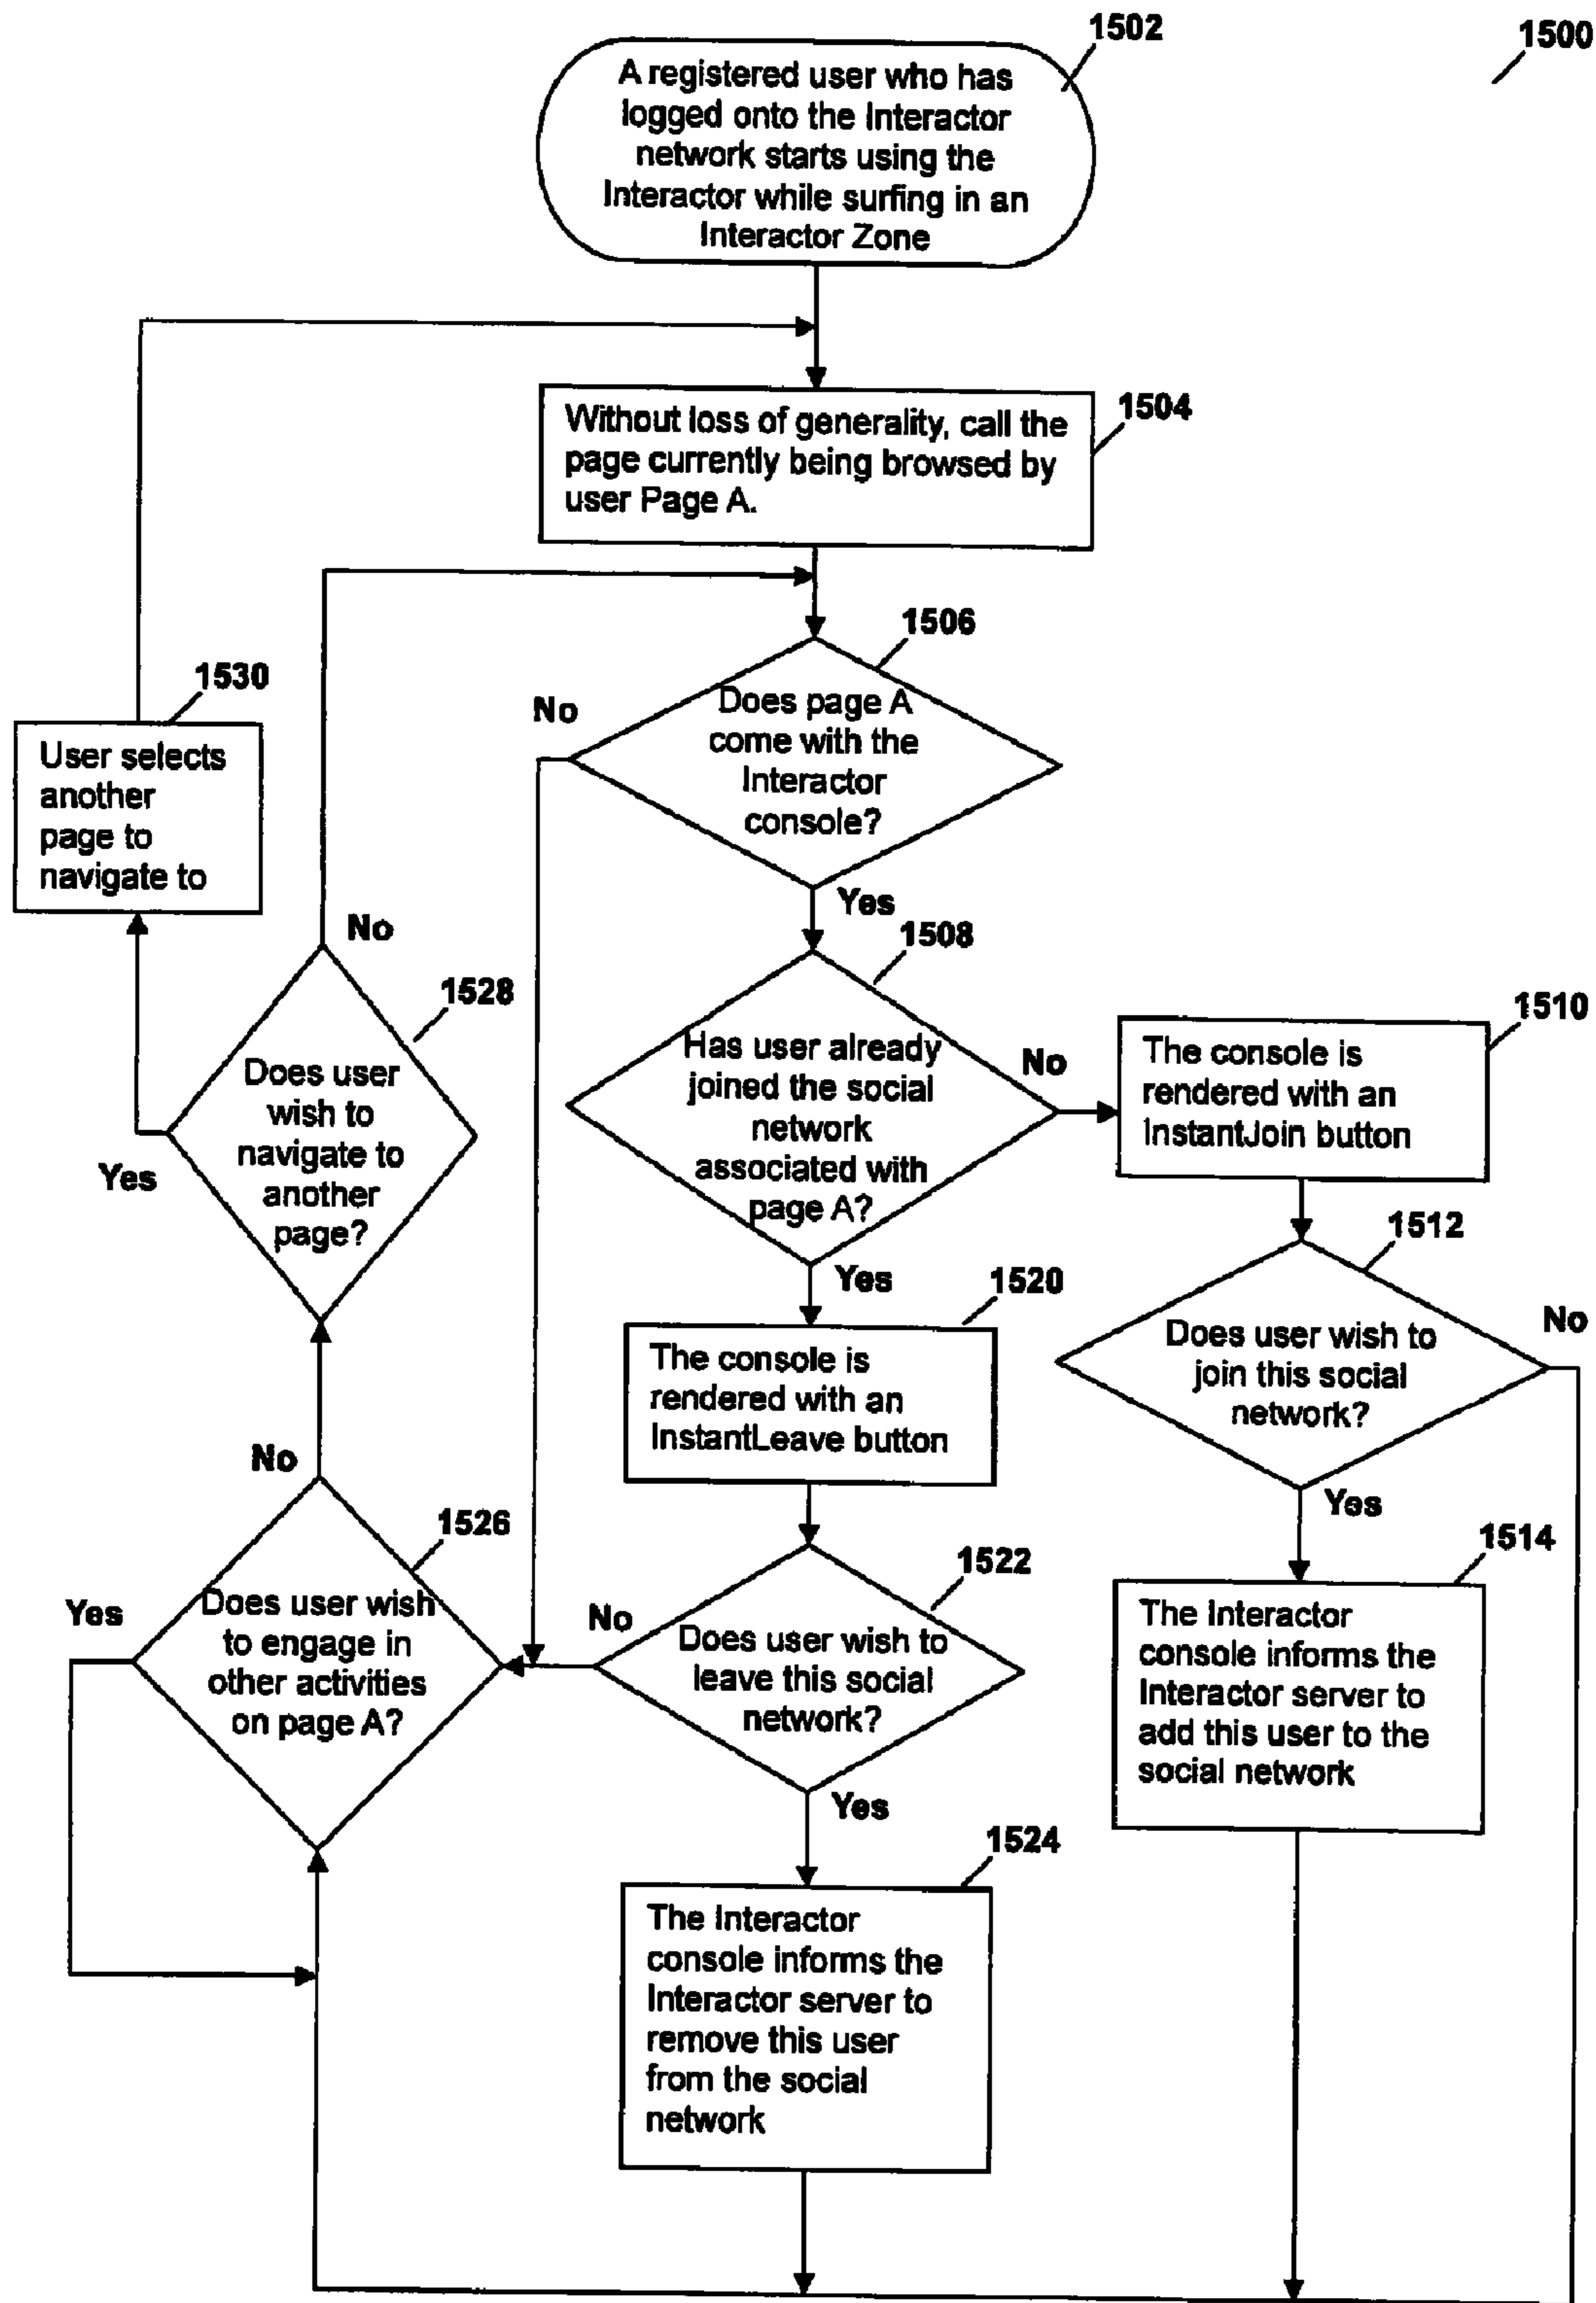 1502
1500
A registered user who has
logged onto the Interactor
network starts using the
Interactor while surfing in an
Interactor Zone
1504
Without loss of generality, call the
page currently being browsed by
user Page A.
1506
No
Does page A
come with the
Interactor
console?
Yes
1530
User selects
another
page to
navigate to
No
1528
Does user
wish to
navigate to
another
page?
Yes
1508
Has user already
joined the social
network
associated with
page A?
No
Yes
1510
The console is
rendered with an
InstantJoin button
1512
Does user wish to
join this social
network?
No
Yes
1520
The console is
rendered with an
InstantLeave button
1514
The Interactor
console informs the
Interactor server to
add this user to the
social network
No
1526
Yes
Does user wish
to engage in
other activities
on page A?
1522
No
Does user wish to
leave this social
network?
Yes
1524
The Interactor
console informs the
Interactor server to
remove this user
from the social
network